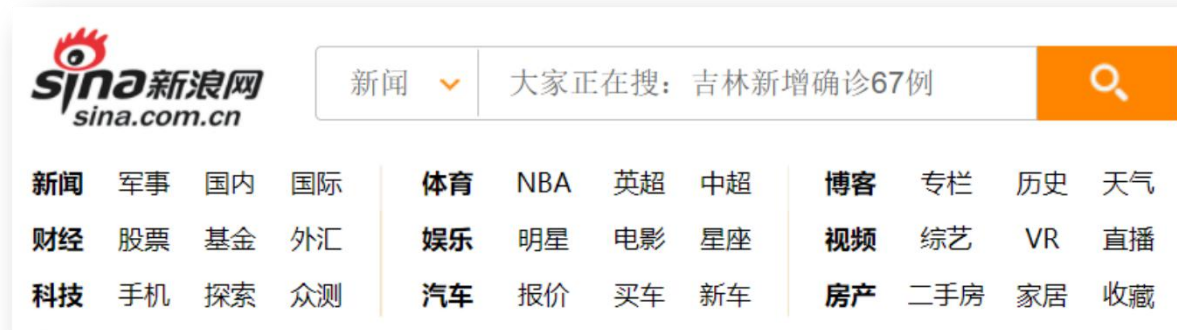 sina新浪网
sina.com.cn
新闻 大家正在搜：吉林新增确诊67例
新闻 军事 国内 国际 体育 NBA 英超 中超 博客 专栏 历史 天气
财经 股票 基金 外汇 娱乐 明星 电影 星座 视频 综艺 VR 直播
科技 手机 探索 众测 汽车 报价 买车 新车 房产 二手房 家居 收藏